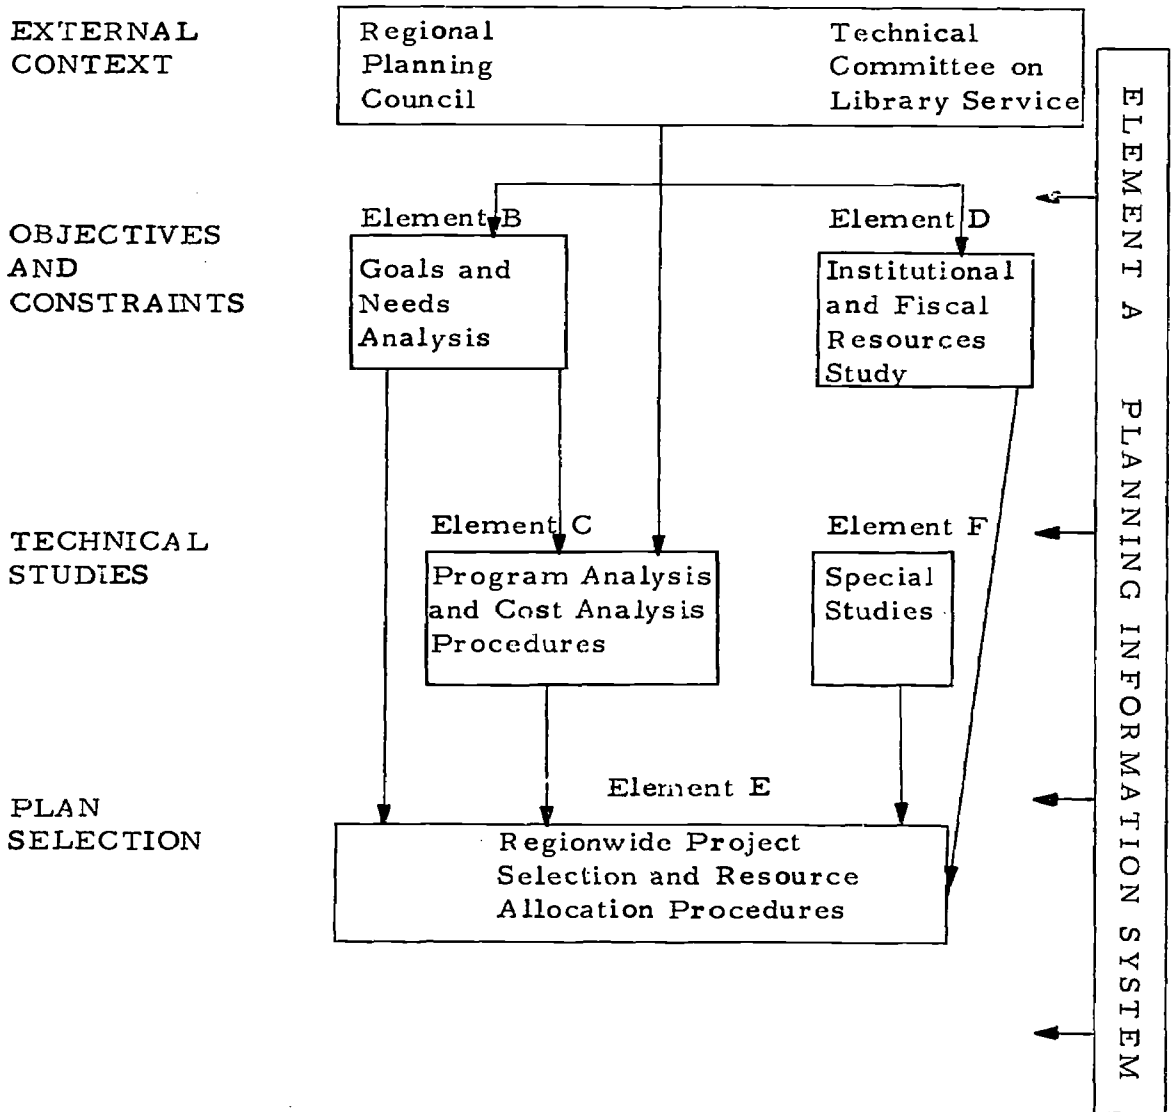 EXTERNAL
CONTEXT
Regional
Planning
Council
Technical
Committee on
Library Service
OBJECTIVES
AND
CONSTRAINTS
Element B
Goals and
Needs
Analysis
Element D
Institutional
and Fiscal
Resources
Study
TECHNICAL
STUDIES
Element C
Program Analysis
and Cost Analysis
Procedures
Element F
Special
Studies
PLAN
SELECTION
Element E
Regionwide Project
Selection and Resource
Allocation Procedures
ELEMENT A PLANNING INFORMATION SYSTEM